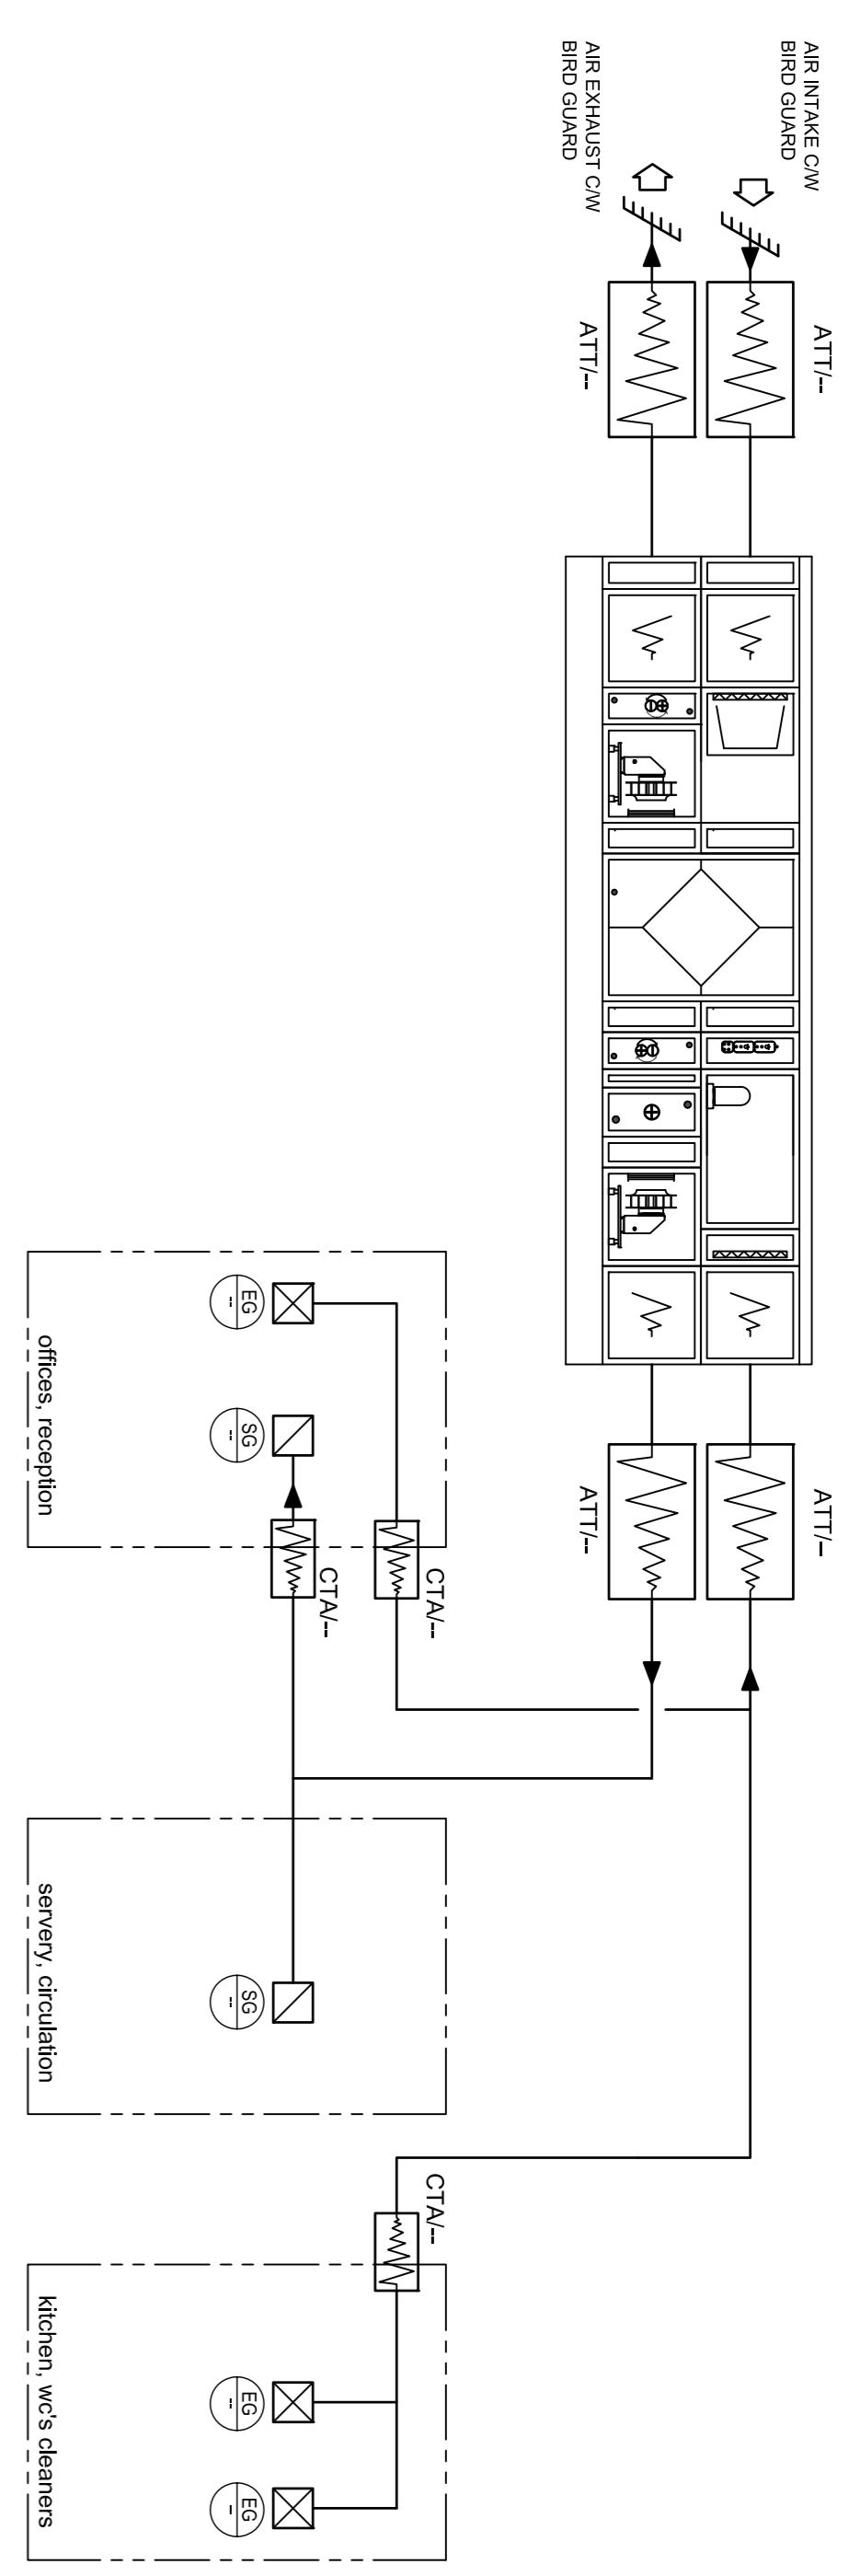 AIR INTAKE C/W
BIRD GUARD
AIR EXHAUST C/W
BIRD GUARD
ATT/--
ATT/--
ATT/–
ATT/--
CTA/--
CTA/--
CTA/--
EG
--
SG
--
offices, reception
SG
--
servery, circulation
EG
--
EG
–
kitchen, wc's cleaners